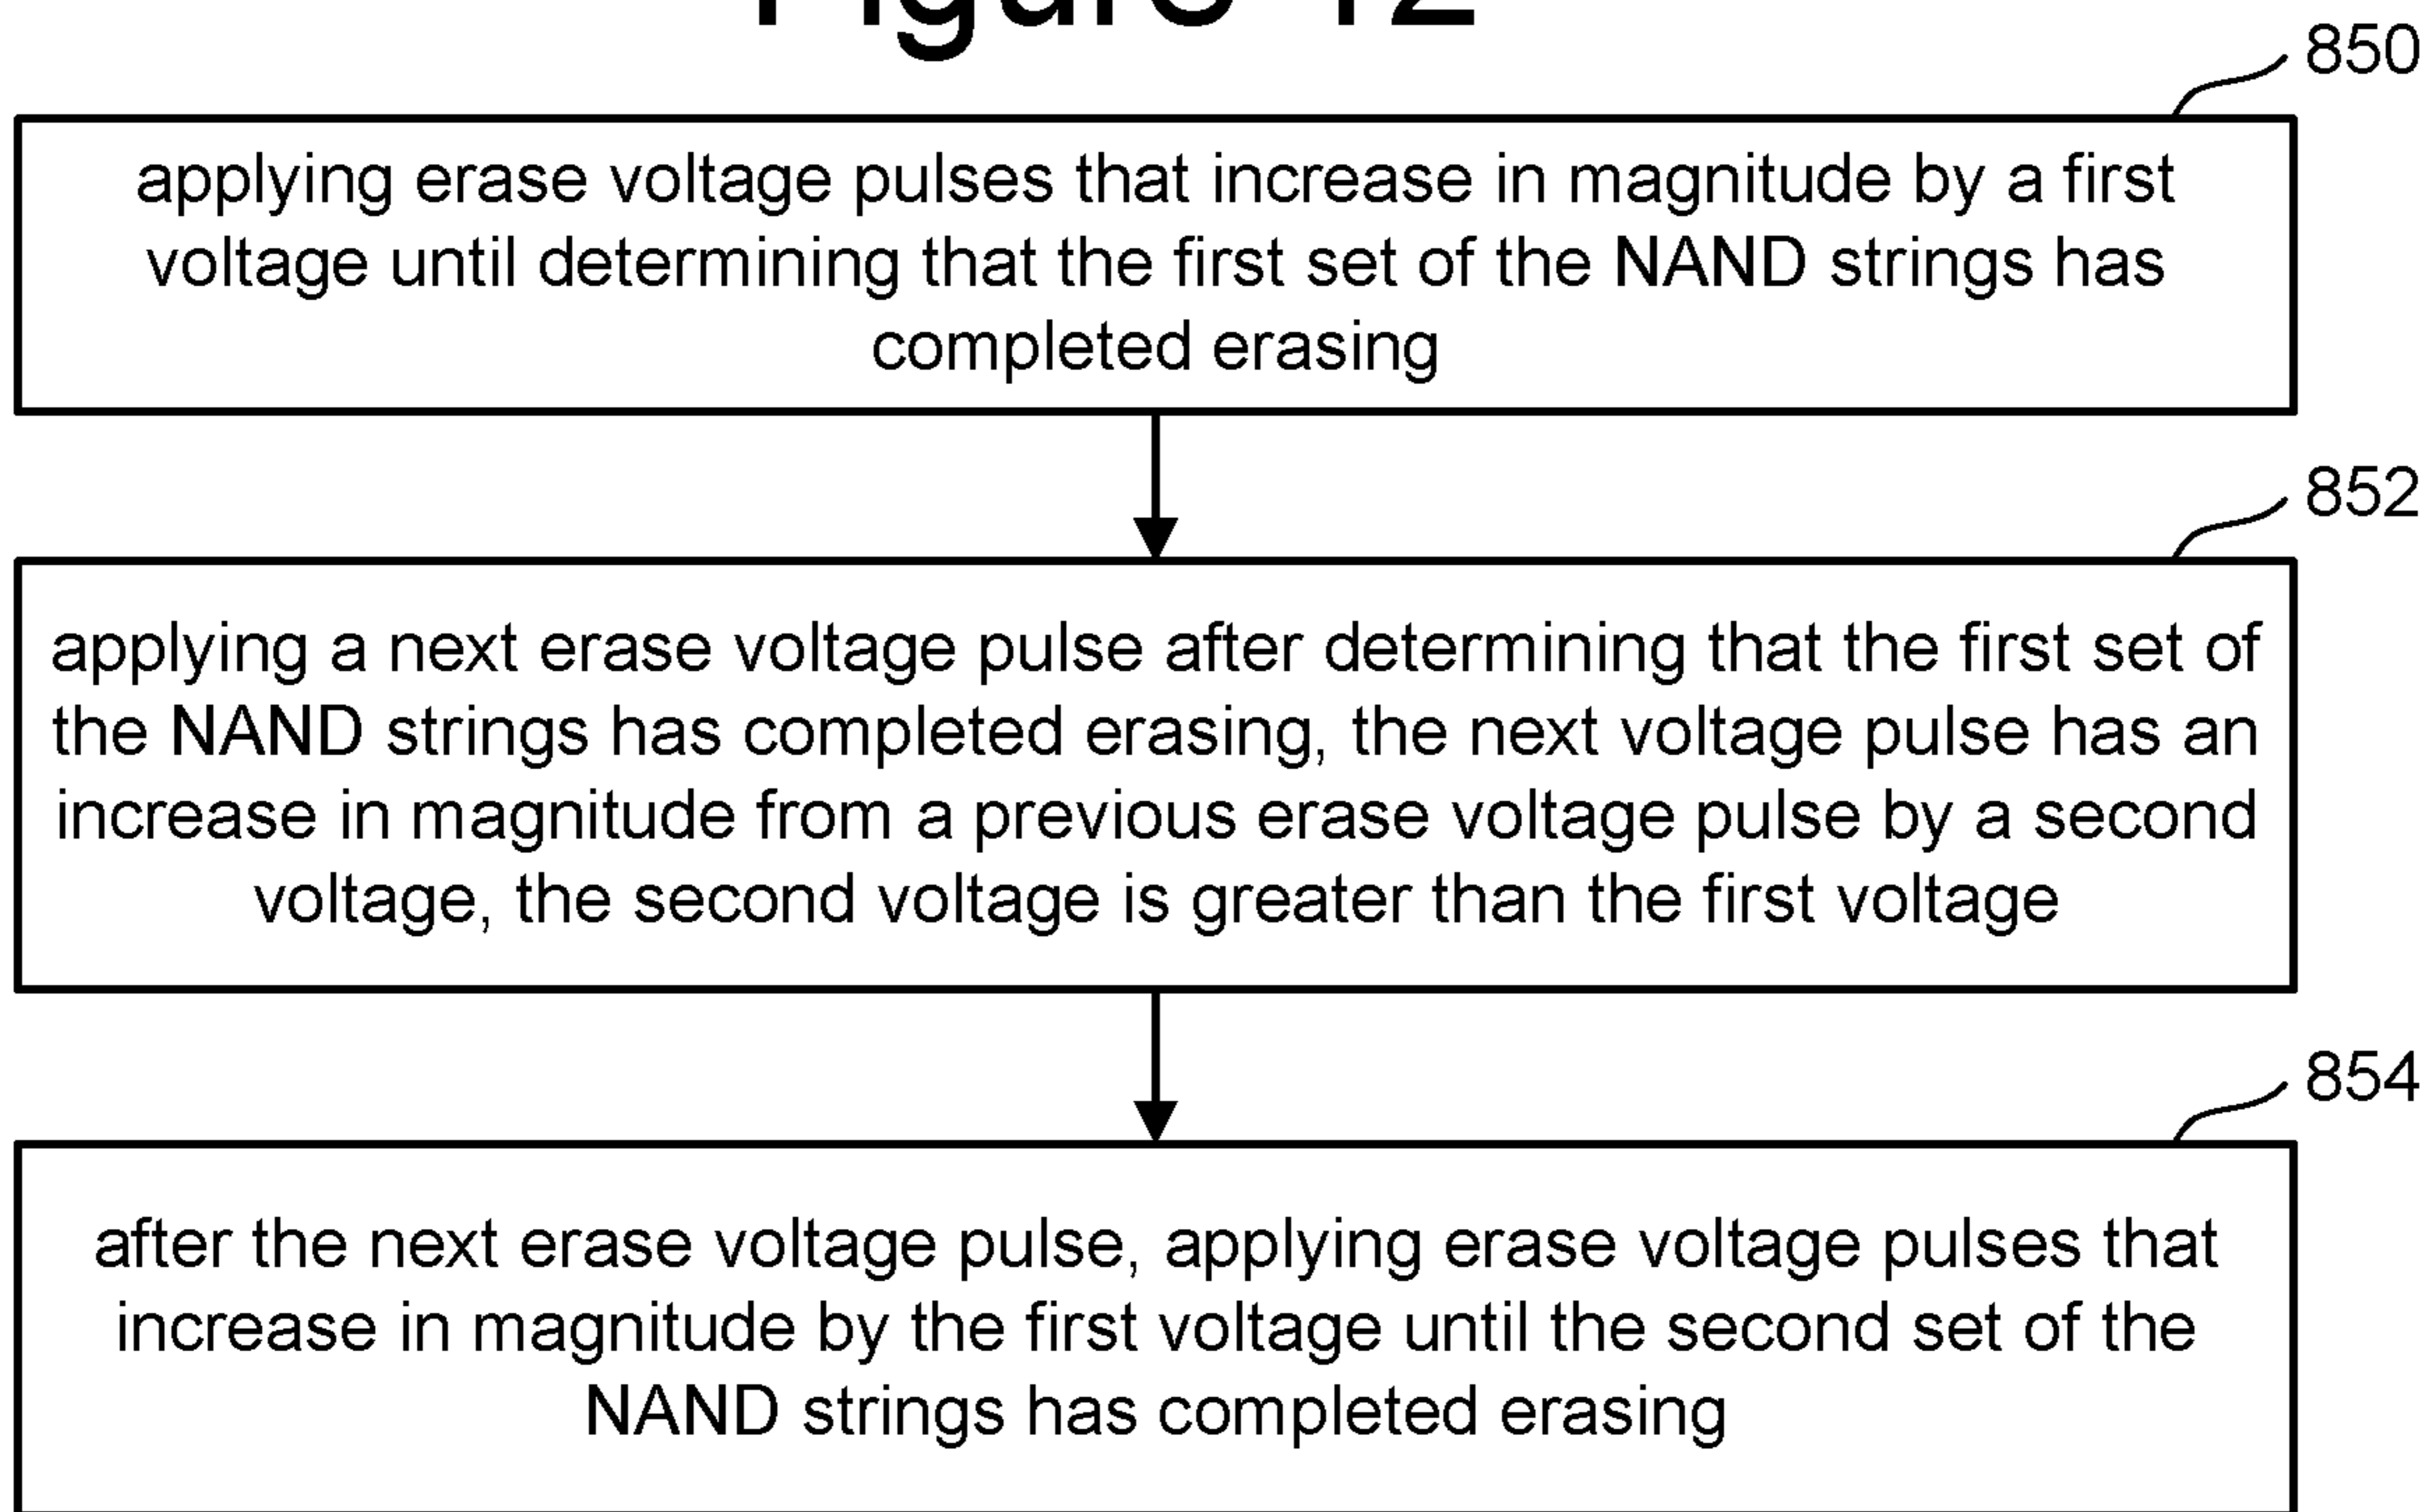 Figure 12
850
applying erase voltage pulses that increase in magnitude by a first
voltage until determining that the first set of the NAND strings has
completed erasing
852
applying a next erase voltage pulse after determining that the first set of
the NAND strings has completed erasing, the next voltage pulse has an
increase in magnitude from a previous erase voltage pulse by a second
voltage, the second voltage is greater than the first voltage
854
after the next erase voltage pulse, applying erase voltage pulses that
increase in magnitude by the first voltage until the second set of the
NAND strings has completed erasing